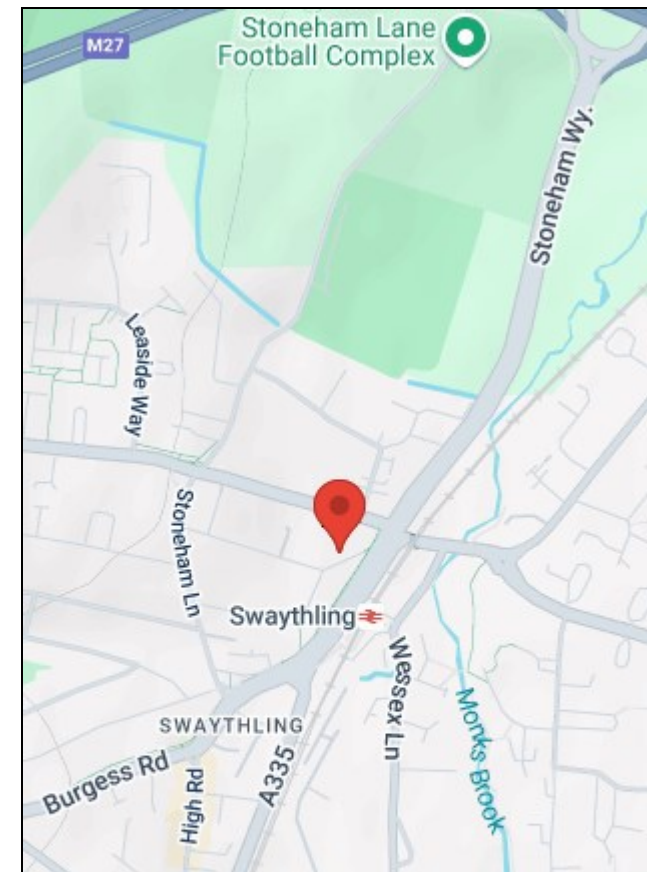 Stoneham Lane
Football Complex
M27
Stoneham Wy.
Leaside Way
Stoneham Ln
Swaythling
Wessex Ln
SWAYTHLING
Monks Brook
Burgess Rd
High Rd
A335